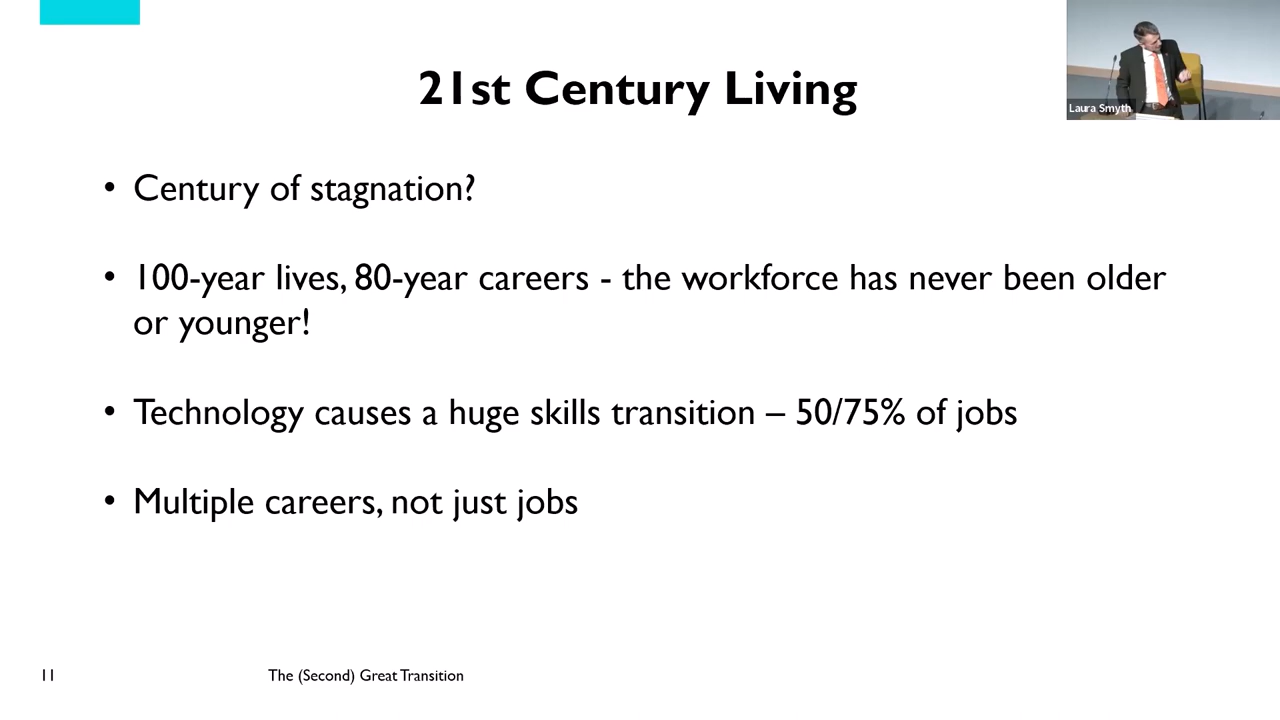 21st Century Living
Laura Smyth
• Century of stagnation?
• 100-year lives, 80-year careers - the workforce has never been older
or younger!
• Technology causes a huge skills transition – 50/75% of jobs
• Multiple careers, not just jobs
11
The (Second) Great Transition